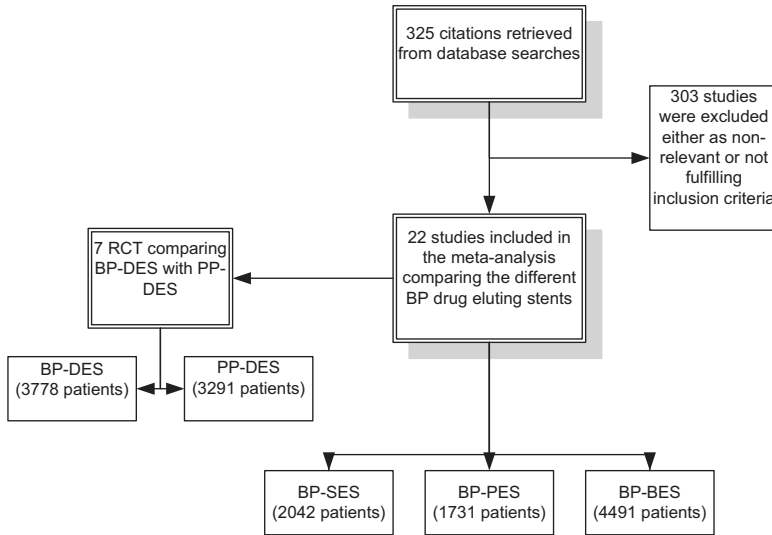 325 citations retrieved
from database searches
303 studies
were excluded
either as non-
relevant or not
fulfilling
inclusion criteria
22 studies included in
the meta-analysis
comparing the different
BP drug eluting stents
7 RCT comparing
BP-DES with PP-
DES
BP-DES
(3778 patients)
PP-DES
(3291 patients)
BP-SES
(2042 patients)
BP-PES
(1731 patients)
BP-BES
(4491 patients)